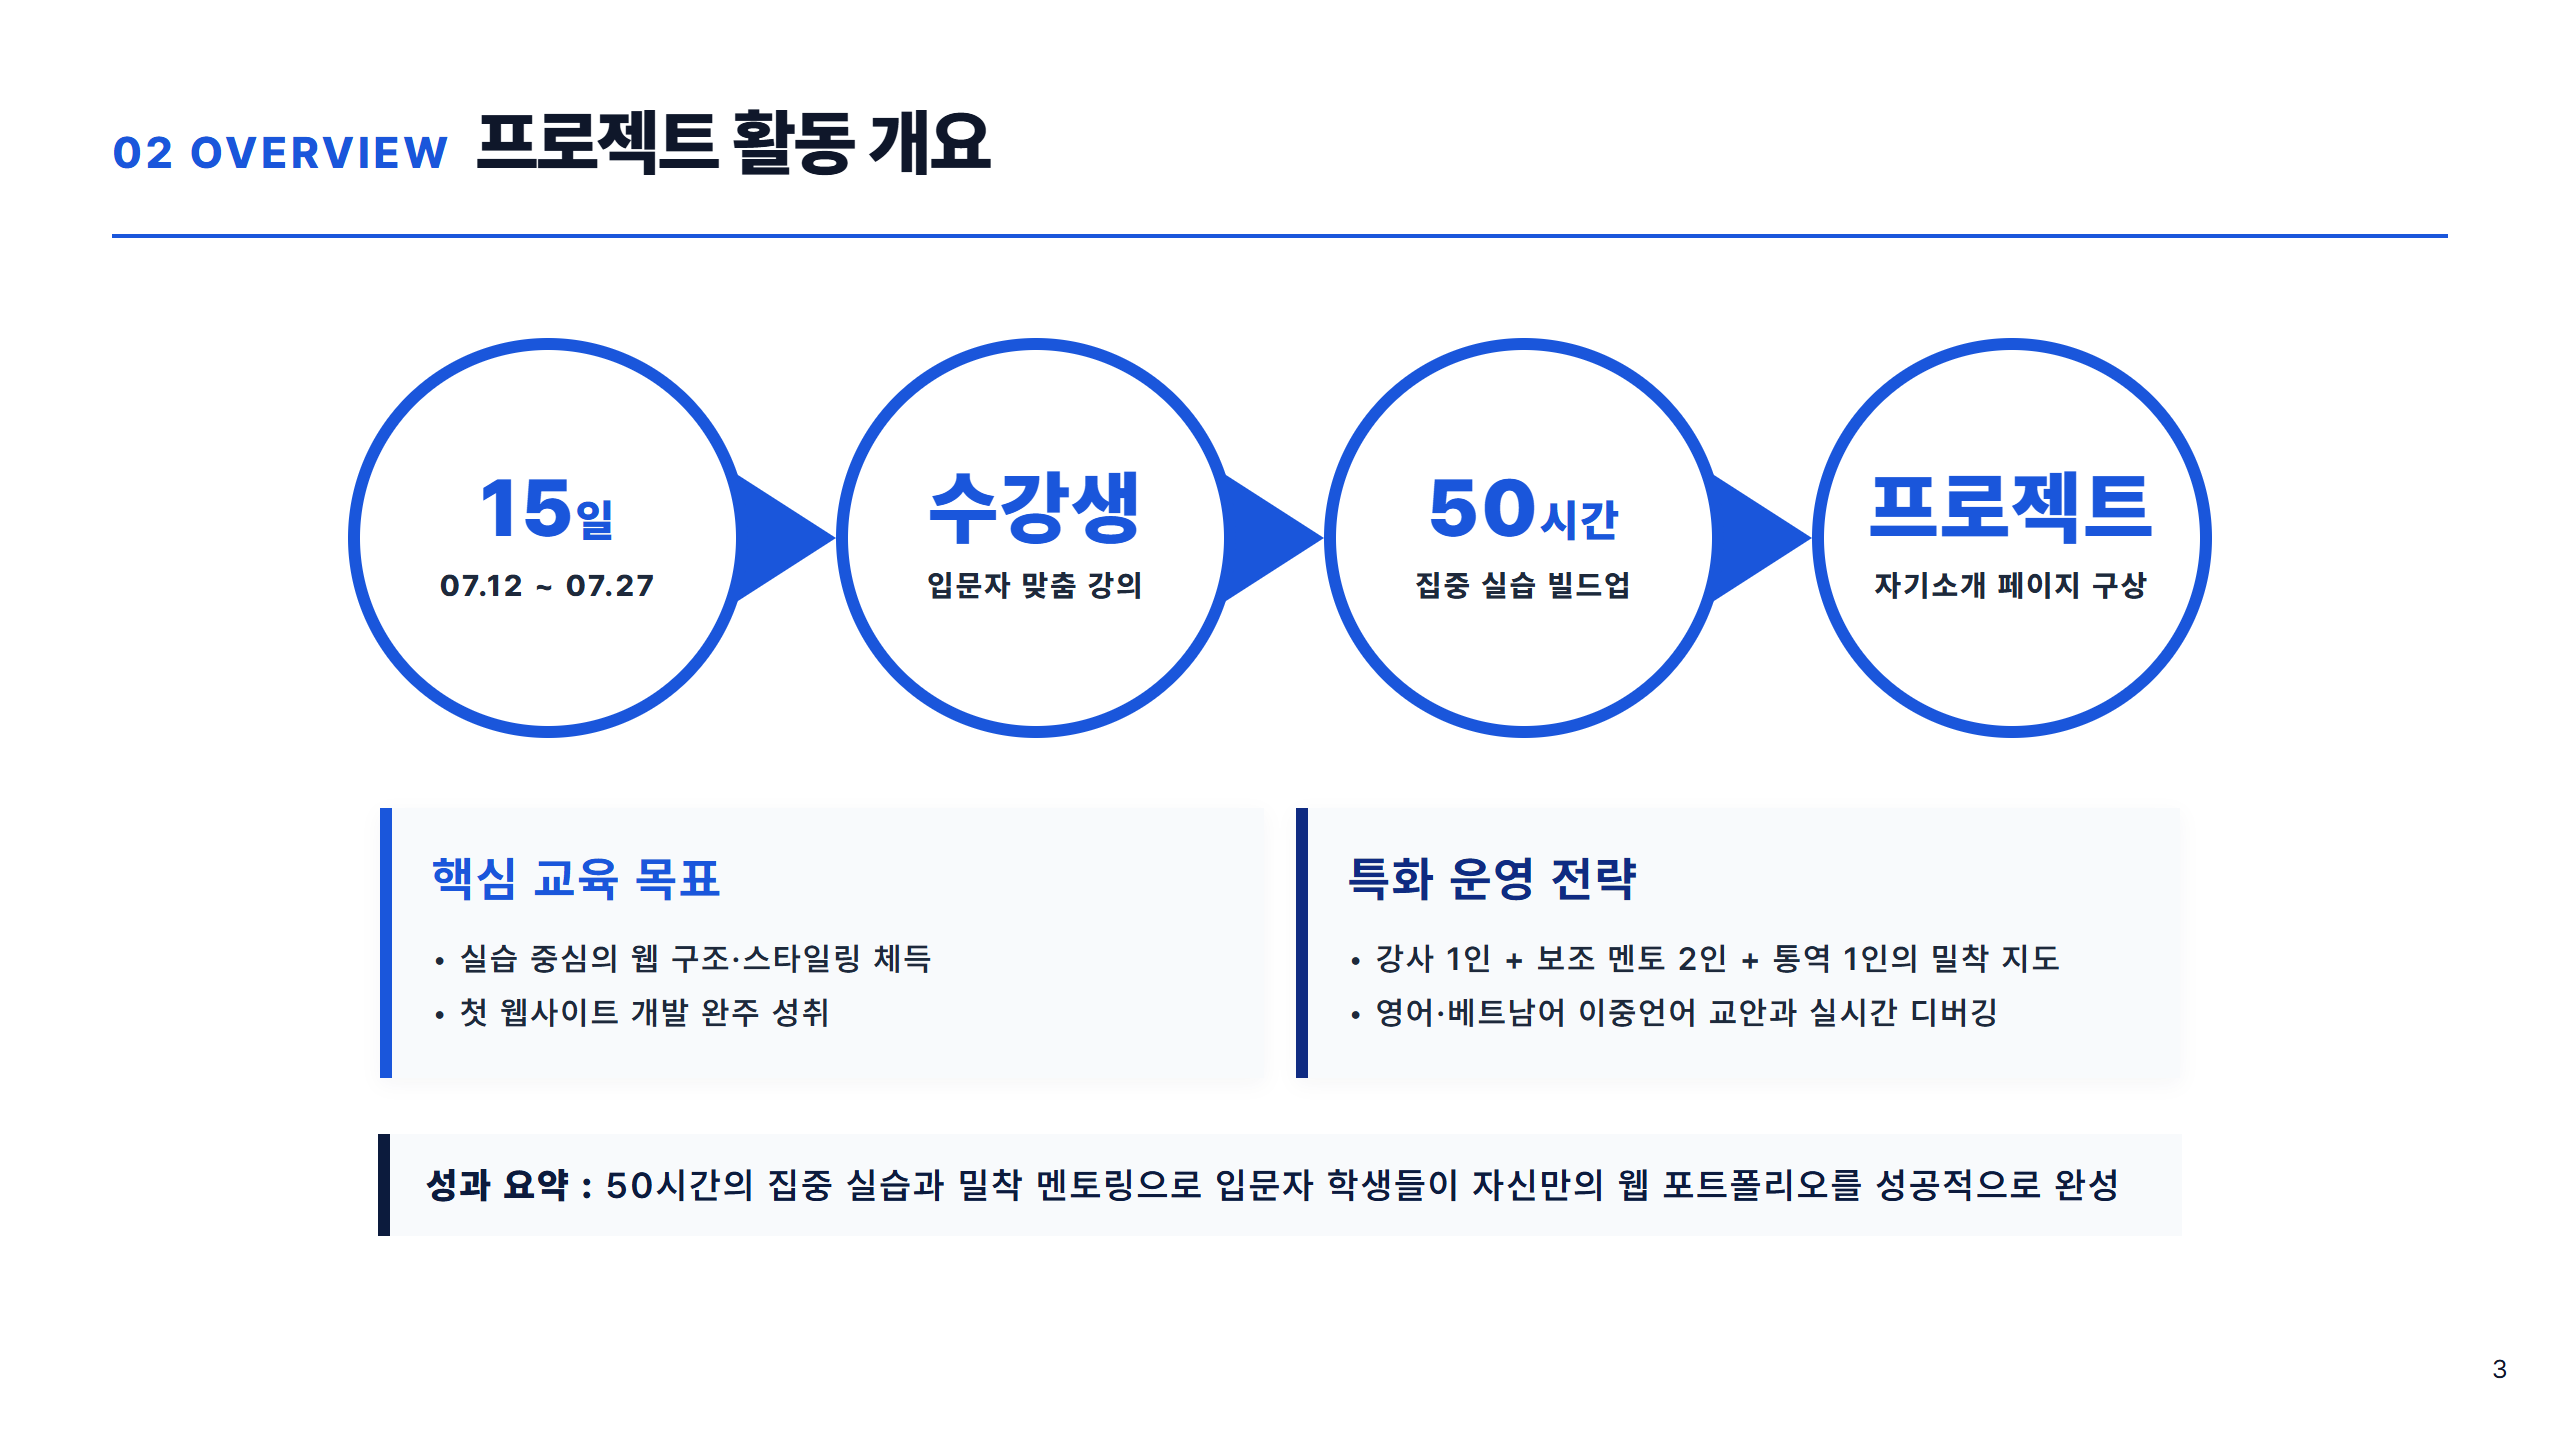 02 OVERVIEW 프로젝트 활동 개요
15일
07.12 ~ 07.27
수강생
입문자 맞춤 강의
50시간
집중 실습 빌드업
프로젝트
자기소개 페이지 구상
핵심 교육 목표
• 실습 중심의 웹 구조·스타일링 체득
• 첫 웹사이트 개발 완주 성취
특화 운영 전략
• 강사 1인 + 보조 멘토 2인 + 통역 1인의 밀착 지도
• 영어·베트남어 이중언어 교안과 실시간 디버깅
성과 요약 : 50시간의 집중 실습과 밀착 멘토링으로 입문자 학생들이 자신만의 웹 포트폴리오를 성공적으로 완성
3